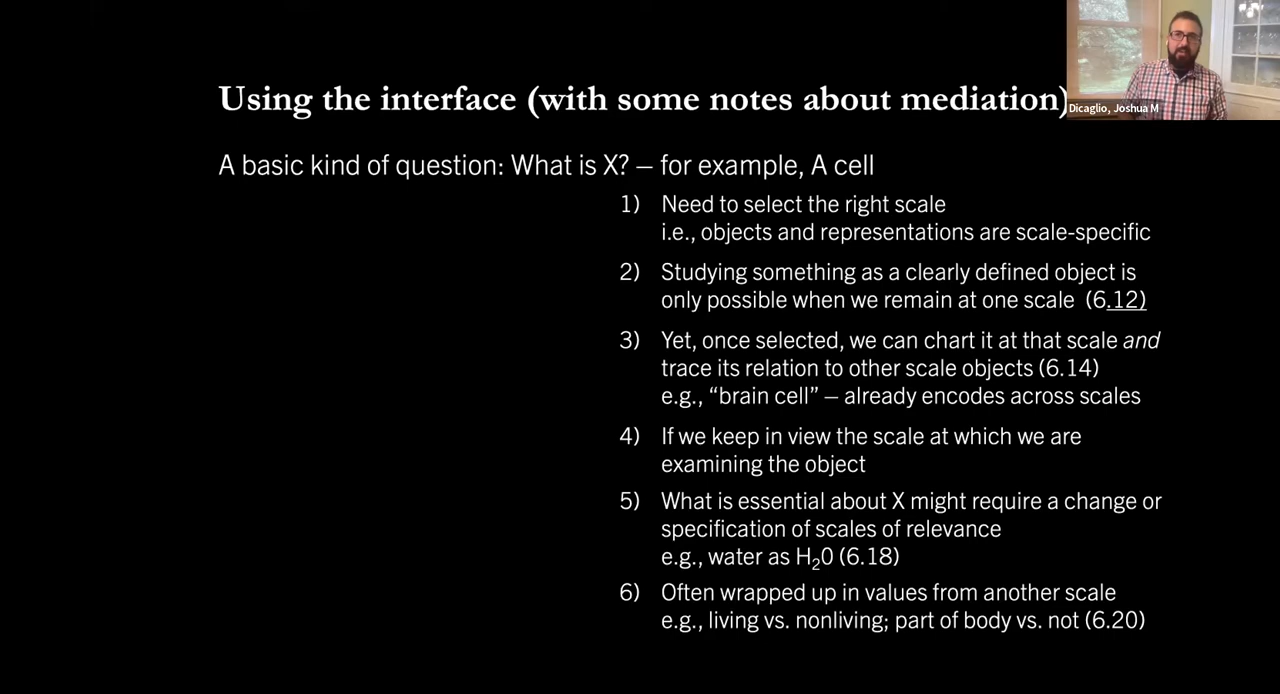 Using the interface (with some notes about mediation)
Dicaglio, Joshua M
A basic kind of question: What is X? – for example, A cell
1) Need to select the right scale
i.e., objects and representations are scale-specific
2) Studying something as a clearly defined object is
only possible when we remain at one scale (6.12)
3) Yet, once selected, we can chart it at that scale and
trace its relation to other scale objects (6.14)
e.g., “brain cell” – already encodes across scales
4) If we keep in view the scale at which we are
examining the object
5) What is essential about X might require a change or
specification of scales of relevance
e.g., water as H₂0 (6.18)
6) Often wrapped up in values from another scale
e.g., living vs. nonliving; part of body vs. not (6.20)